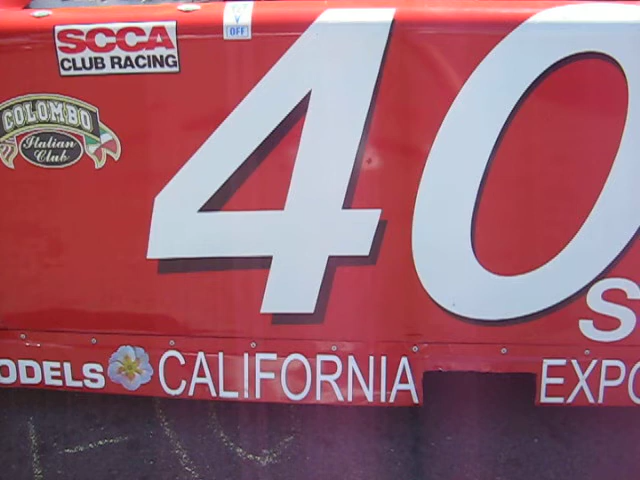 OFF
SCCA
CLUB RACING
COLOMBO
Italian
Club
40
S
ODELS CALIFORNIA EXPO